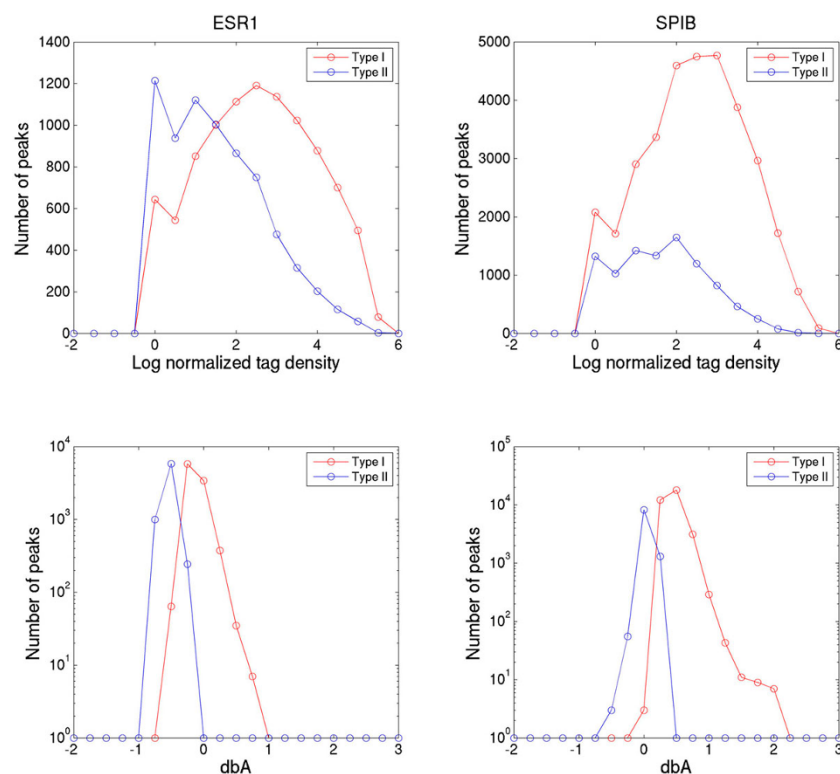 ESR1
1400
1200
1000
800
600
400
200
0
Number of peaks
Type I
Type II
-2 0 2 4 6
Log normalized tag density
SPIB
5000
4000
3000
2000
1000
0
Number of peaks
Type I
Type II
-2 -1 0 1 2 3 4 5 6
Log normalized tag density
10^4
10^3
10^2
10^1
10^0
Number of peaks
Type I
Type II
-2 -1 0 1 2 3
dbA
10^5
10^4
10^3
10^2
10^1
10^0
Number of peaks
Type I
Type II
-2 -1 0 1 2 3
dbA